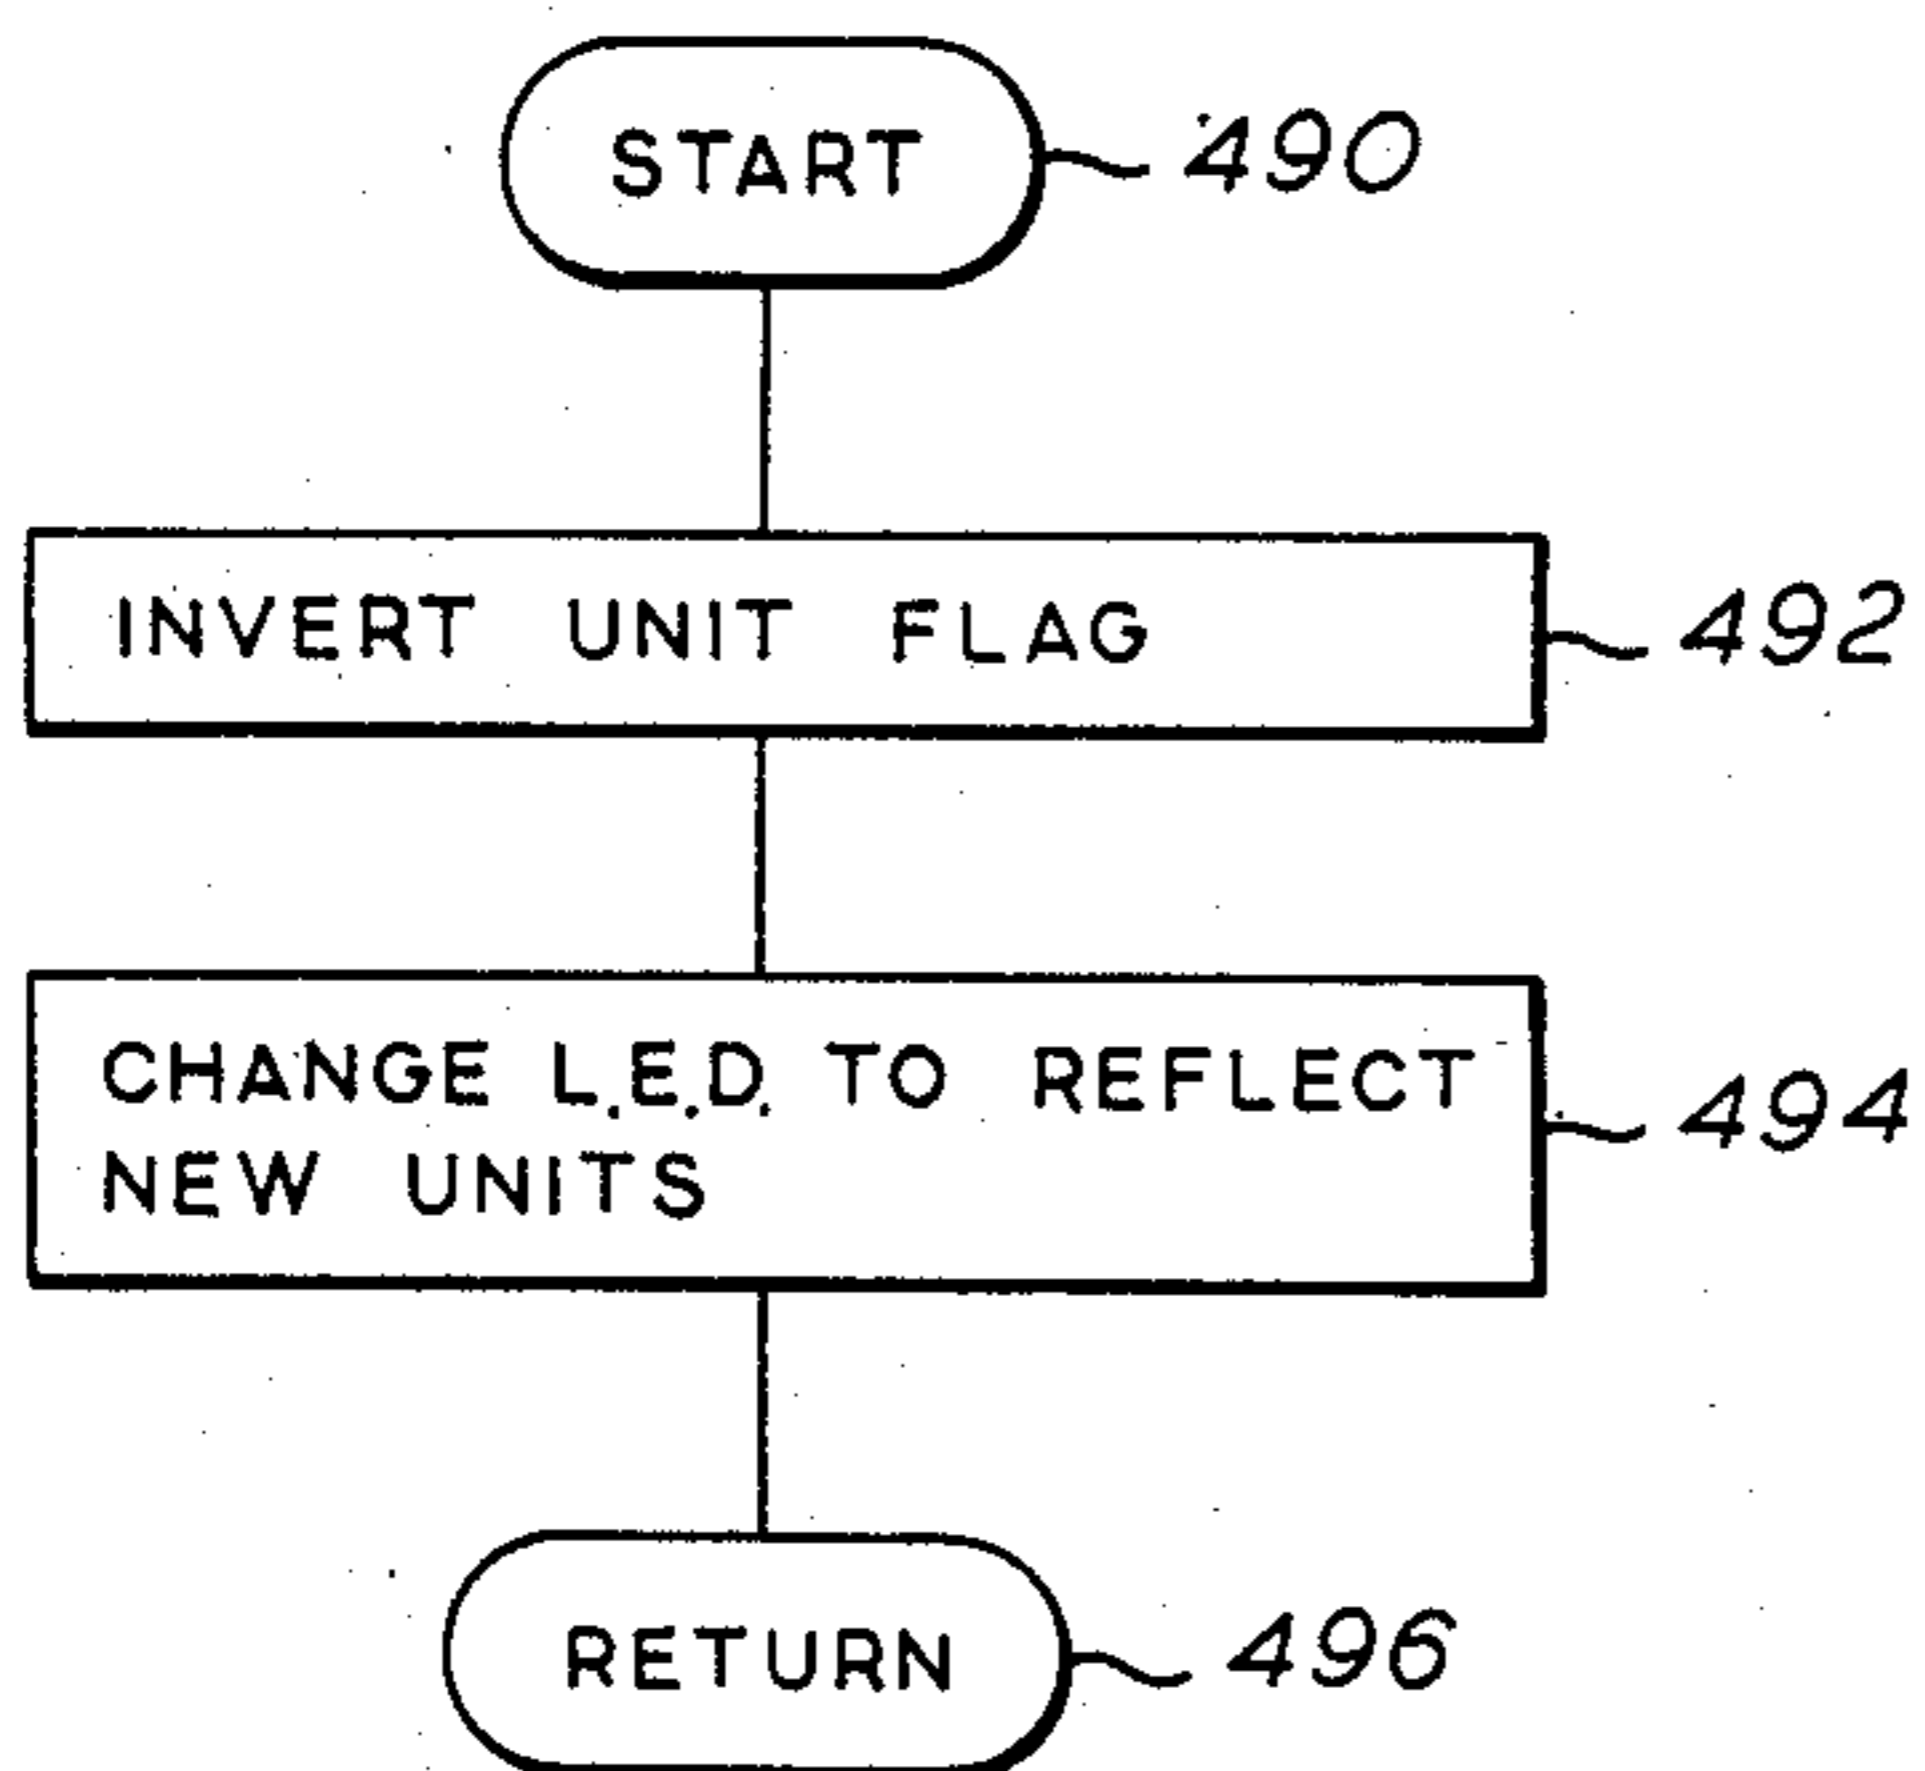 START
490
INVERT UNIT FLAG
492
CHANGE L.E.D. TO REFLECT
NEW UNITS
494
RETURN
496